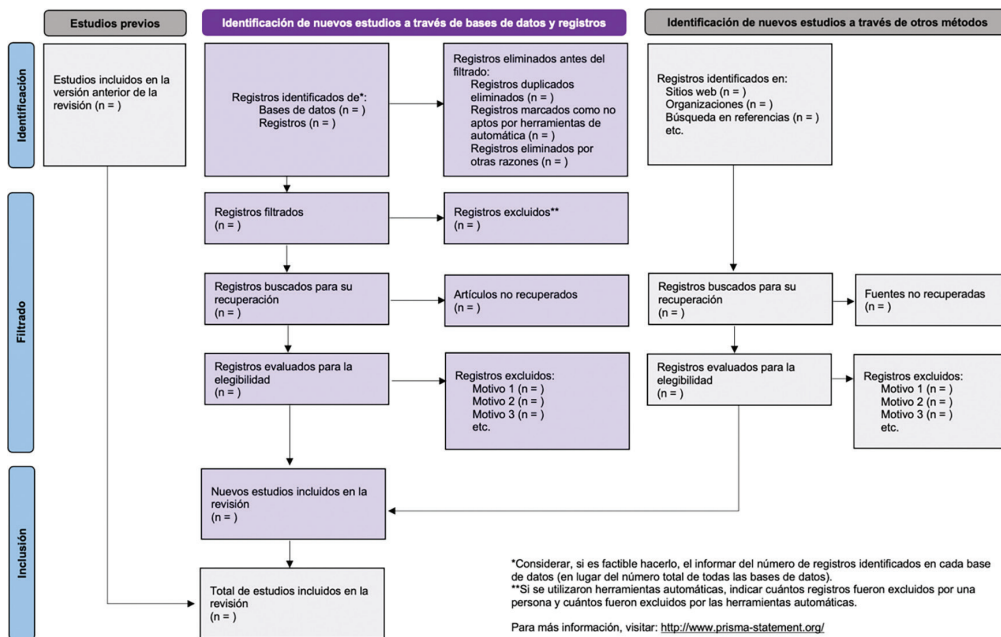 Estudios previos
Identificación de nuevos estudios a través de bases de datos y registros
Identificación de nuevos estudios a través de otros métodos
Identificación
Estudios incluidos en la
versión anterior de la
revisión (n = )
Registros identificados de*:
Bases de datos (n = )
Registros (n = )
Registros eliminados antes del
filtrado:
Registros duplicados
eliminados (n = )
Registros marcados como no
aptos por herramientas de
automática (n = )
Registros eliminados por
otras razones (n = )
Registros identificados en:
Sitios web (n = )
Organizaciones (n = )
Búsqueda en referencias (n = )
etc.
Filtrado
Registros filtrados
(n = )
Registros excluidos**
(n = )
Registros buscados para su
recuperación
(n = )
Artículos no recuperados
(n = )
Registros buscados para su
recuperación
(n = )
Fuentes no recuperadas
(n = )
Registros evaluados para la
elegibilidad
(n = )
Registros excluidos:
Motivo 1 (n = )
Motivo 2 (n = )
Motivo 3 (n = )
etc.
Registros evaluados para la
elegibilidad
(n = )
Registros excluidos:
Motivo 1 (n = )
Motivo 2 (n = )
Motivo 3 (n = )
etc.
Inclusión
Nuevos estudios incluidos en la
revisión
(n = )
Total de estudios incluidos en la
revisión
(n = )
*Considerar, si es factible hacerlo, el informar del número de registros identificados en cada base
de datos (en lugar del número total de todas las bases de datos).
**Si se utilizaron herramientas automáticas, indicar cuántos registros fueron excluidos por una
persona y cuántos fueron excluidos por las herramientas automáticas.
Para más información, visitar: http://www.prisma-statement.org/